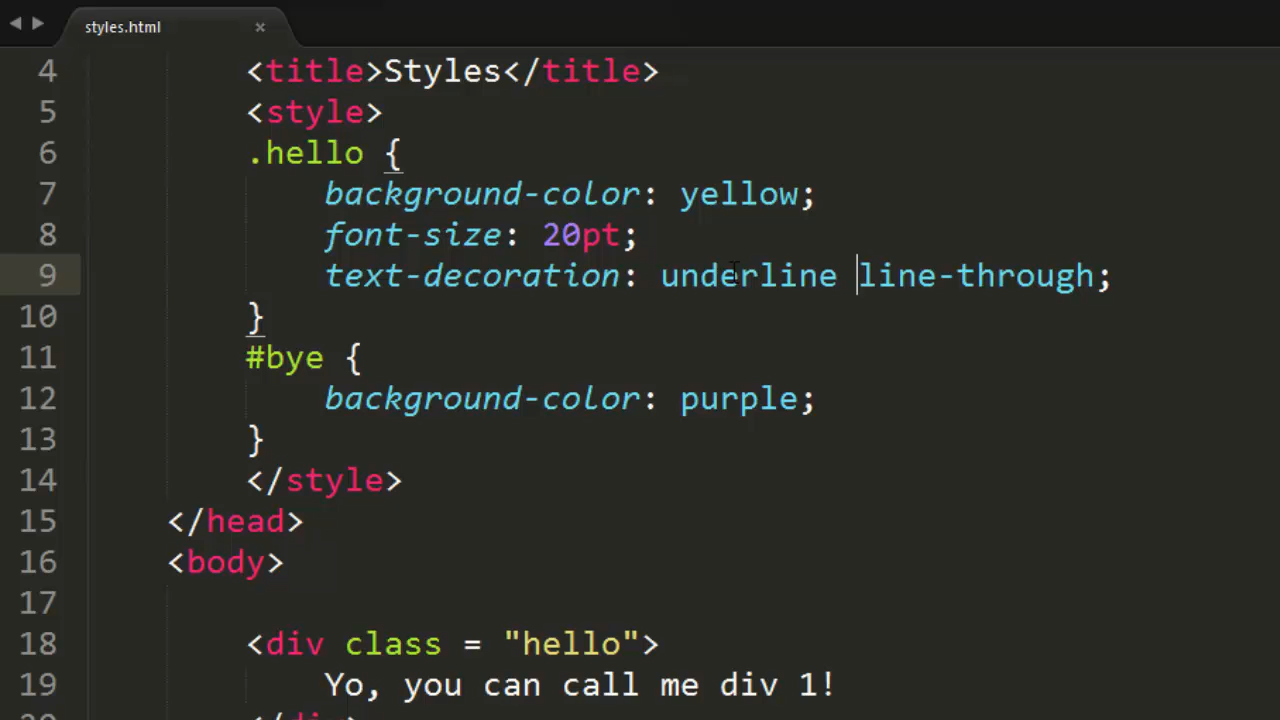 styles.html ×
4 <title>Styles</title>
5 <style>
6 .hello {
7 background-color: yellow;
8 font-size: 20pt;
9 text-decoration: underline line-through;
10 }
11 #bye {
12 background-color: purple;
13 }
14 </style>
15 </head>
16 <body>
17
18 <div class = "hello">
19 Yo, you can call me div 1!
20 </div>